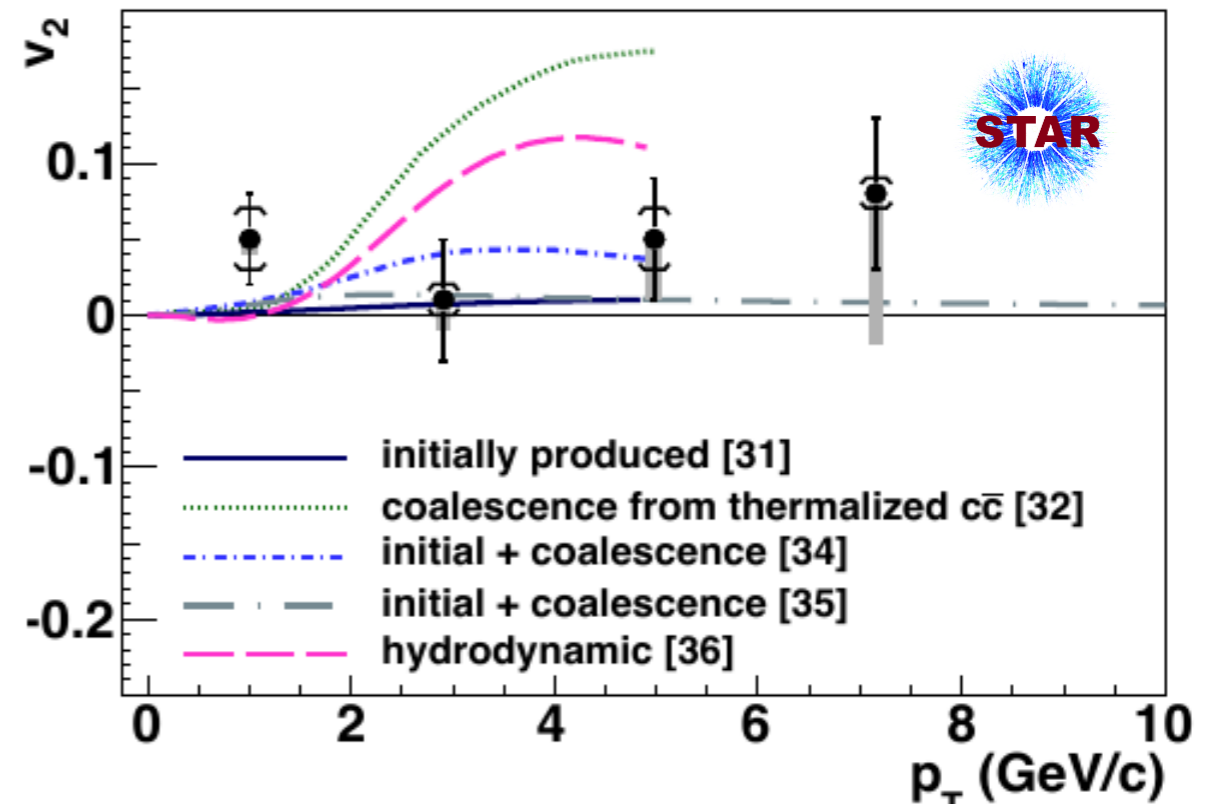 v2
STAR
0.1
0
-0.1
-0.2
initially produced [31]
coalescence from thermalized cc̅ [32]
initial + coalescence [34]
initial + coalescence [35]
hydrodynamic [36]
0 2 4 6 8 10
pT (GeV/c)